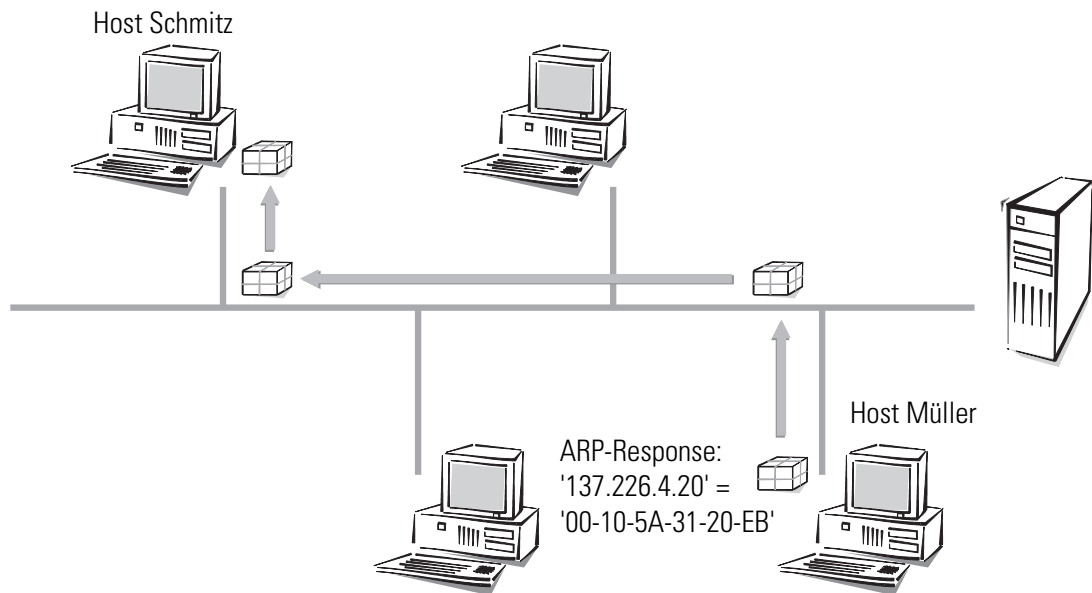 Host Schmitz
Host Müller
ARP-Response:
'137.226.4.20' =
'00-10-5A-31-20-EB'